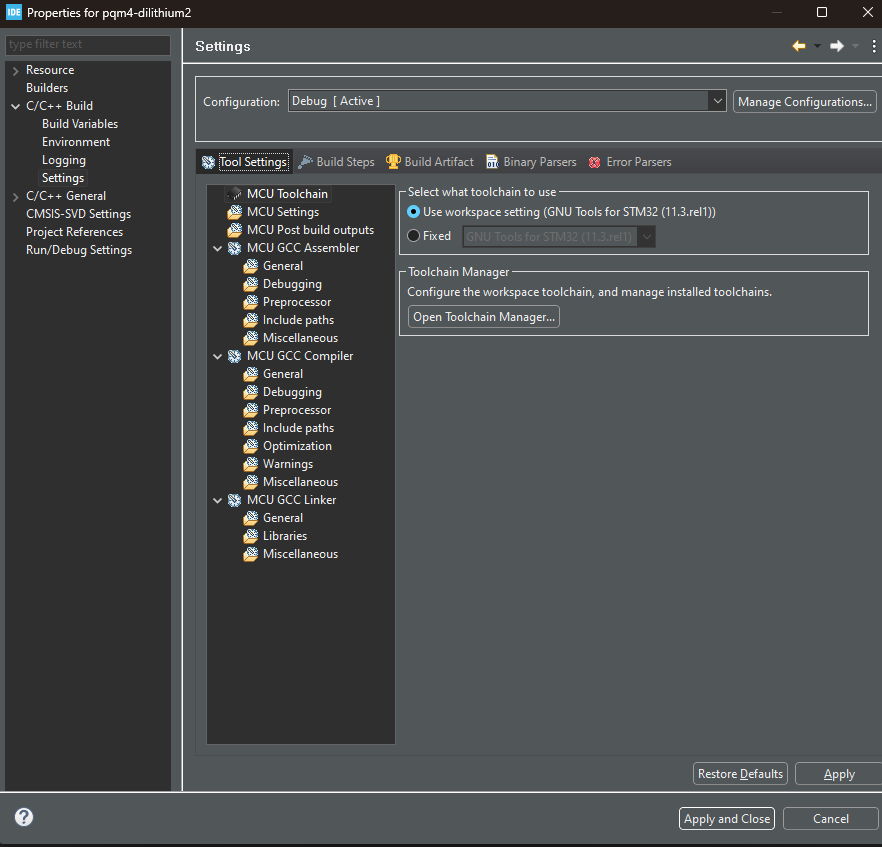 IDE Properties for pqm4-dilithium2
type filter text
Resource
Builders
C/C++ Build
Build Variables
Environment
Logging
Settings
C/C++ General
CMSIS-SVD Settings
Project References
Run/Debug Settings
Settings
Configuration: Debug [ Active ] Manage Configurations...
Tool Settings Build Steps Build Artifact Binary Parsers Error Parsers
MCU Toolchain
MCU Settings
MCU Post build outputs
MCU GCC Assembler
General
Debugging
Preprocessor
Include paths
Miscellaneous
MCU GCC Compiler
General
Debugging
Preprocessor
Include paths
Optimization
Warnings
Miscellaneous
MCU GCC Linker
General
Libraries
Miscellaneous
Select what toolchain to use
Use workspace setting (GNU Tools for STM32 (11.3.rel1))
Fixed GNU Tools for STM32 (11.3.rel1)
Toolchain Manager
Configure the workspace toolchain, and manage installed toolchains.
Open Toolchain Manager...
Restore Defaults Apply
? Apply and Close Cancel